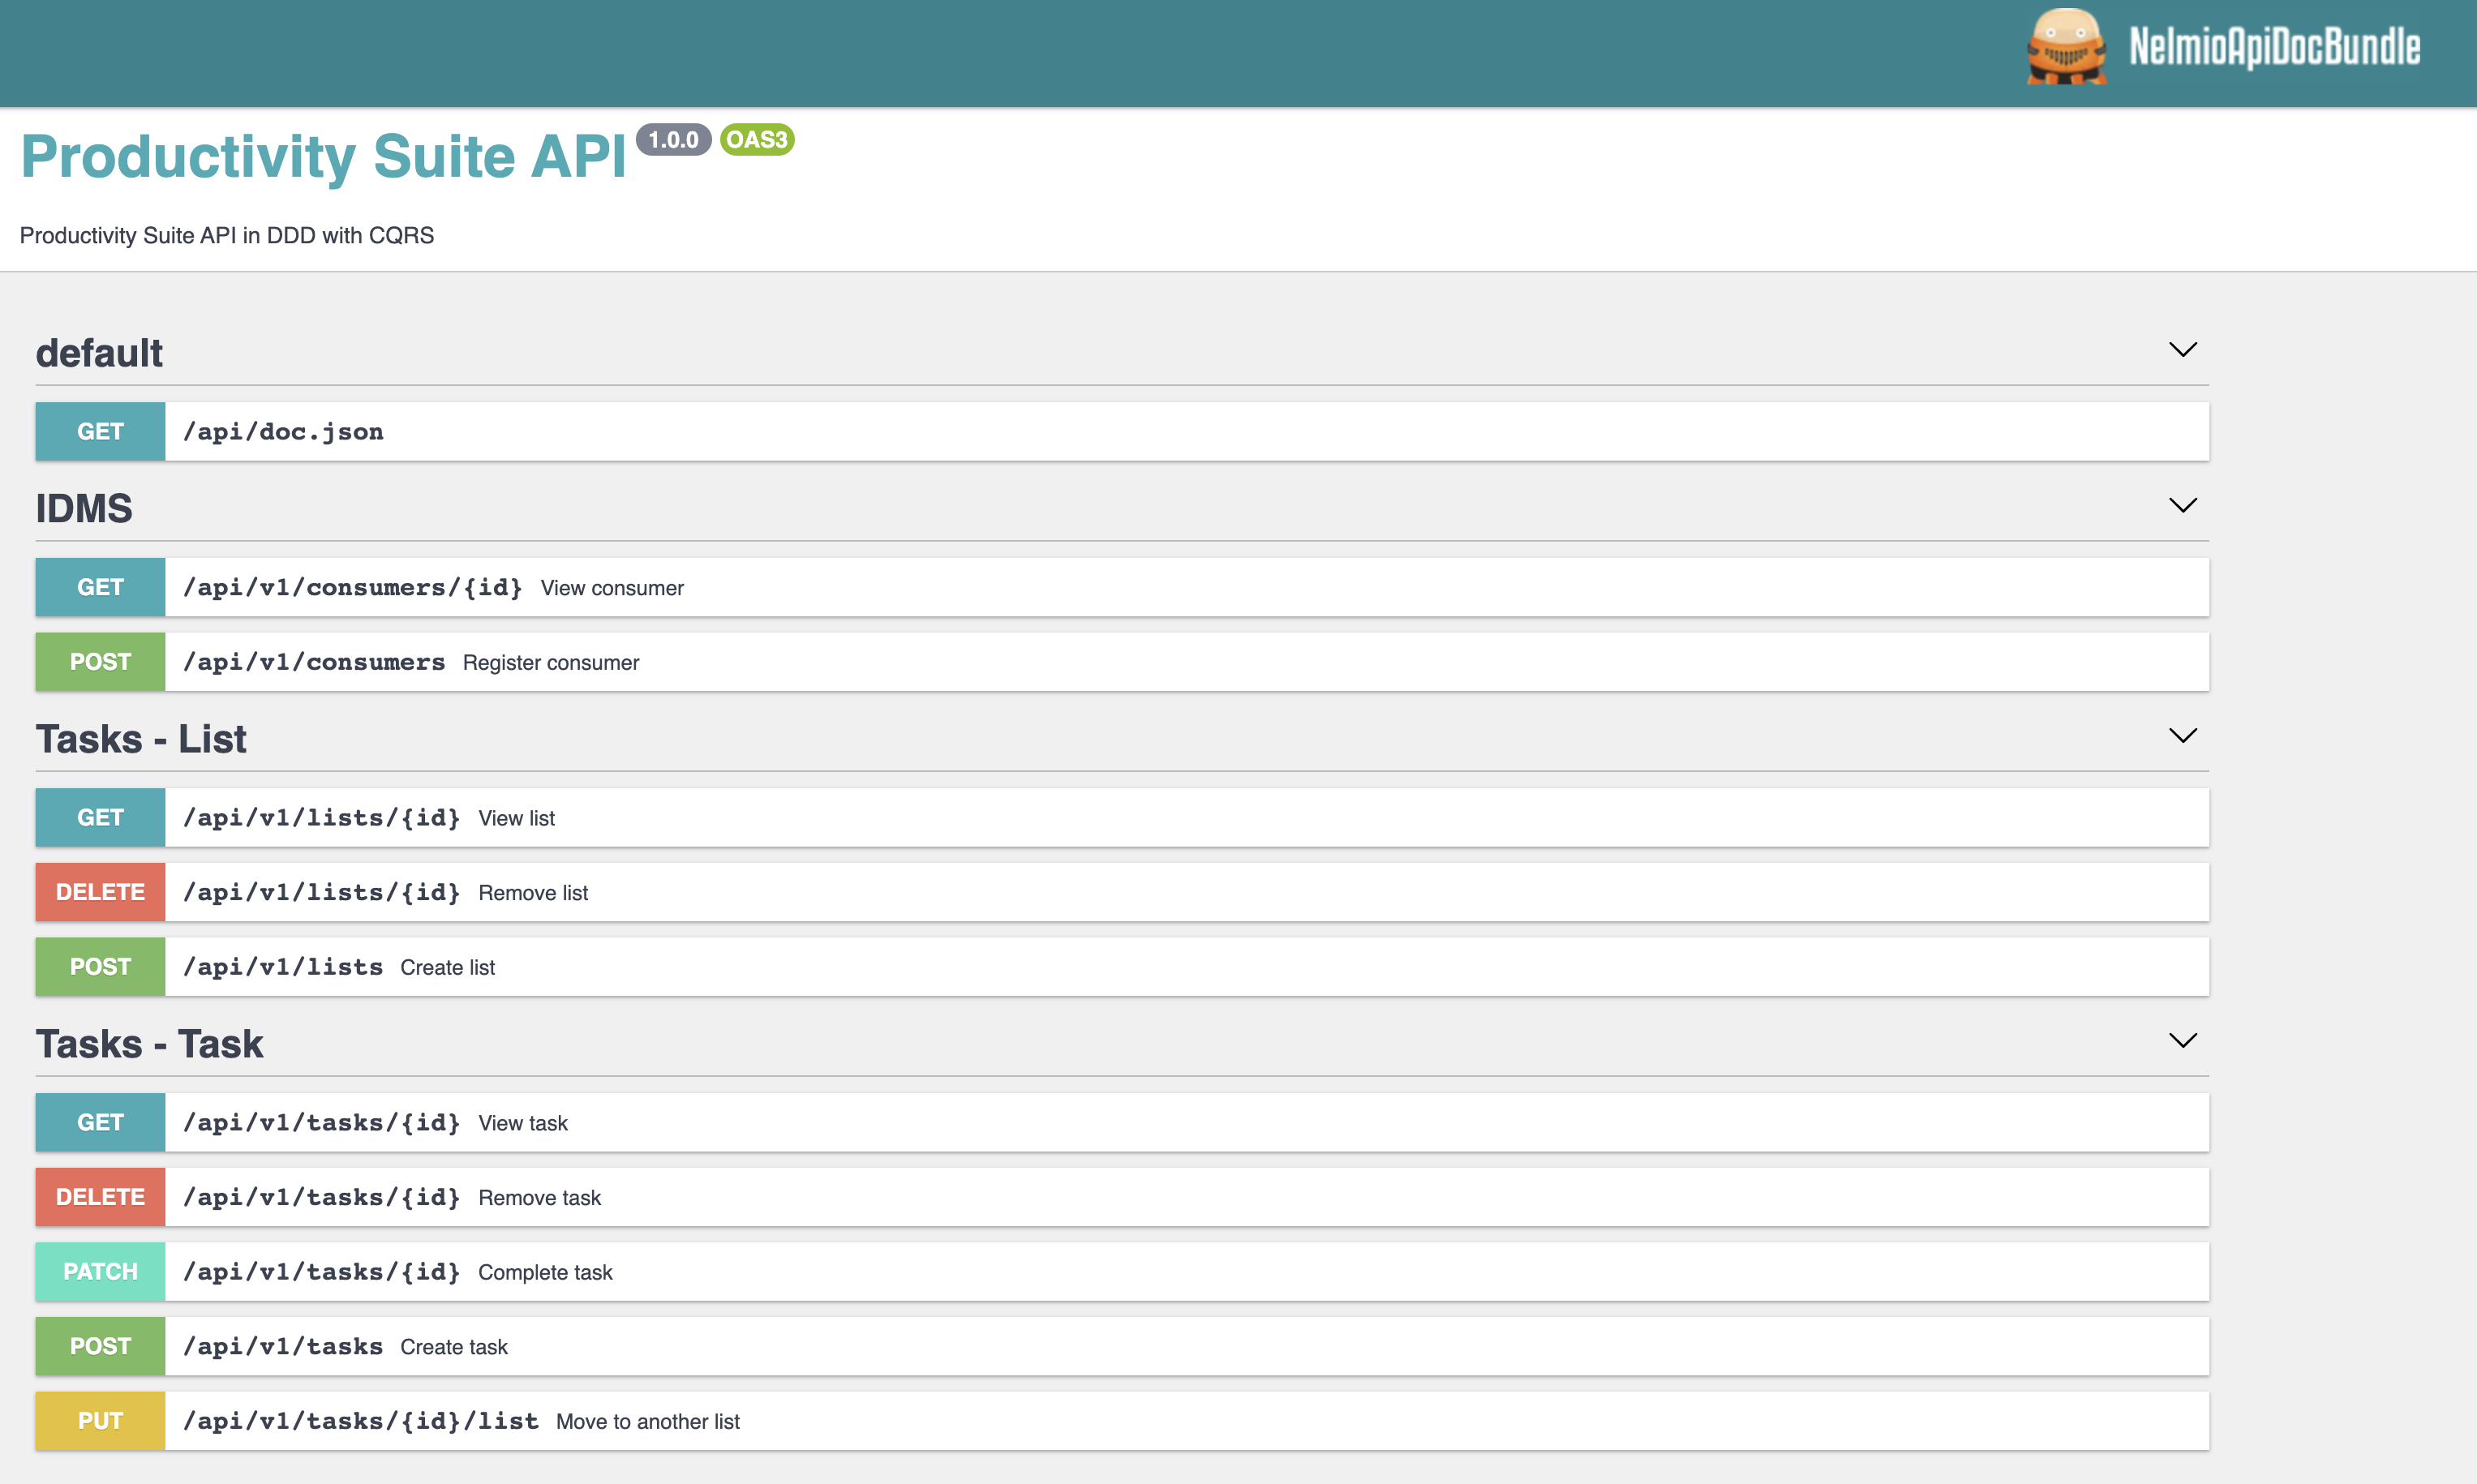 NelmioApiDocBundle
Productivity Suite API 1.0.0 OAS3
Productivity Suite API in DDD with CQRS
default
GET /api/doc.json
IDMS
GET /api/v1/consumers/{id} View consumer
POST /api/v1/consumers Register consumer
Tasks - List
GET /api/v1/lists/{id} View list
DELETE /api/v1/lists/{id} Remove list
POST /api/v1/lists Create list
Tasks - Task
GET /api/v1/tasks/{id} View task
DELETE /api/v1/tasks/{id} Remove task
PATCH /api/v1/tasks/{id} Complete task
POST /api/v1/tasks Create task
PUT /api/v1/tasks/{id}/list Move to another list